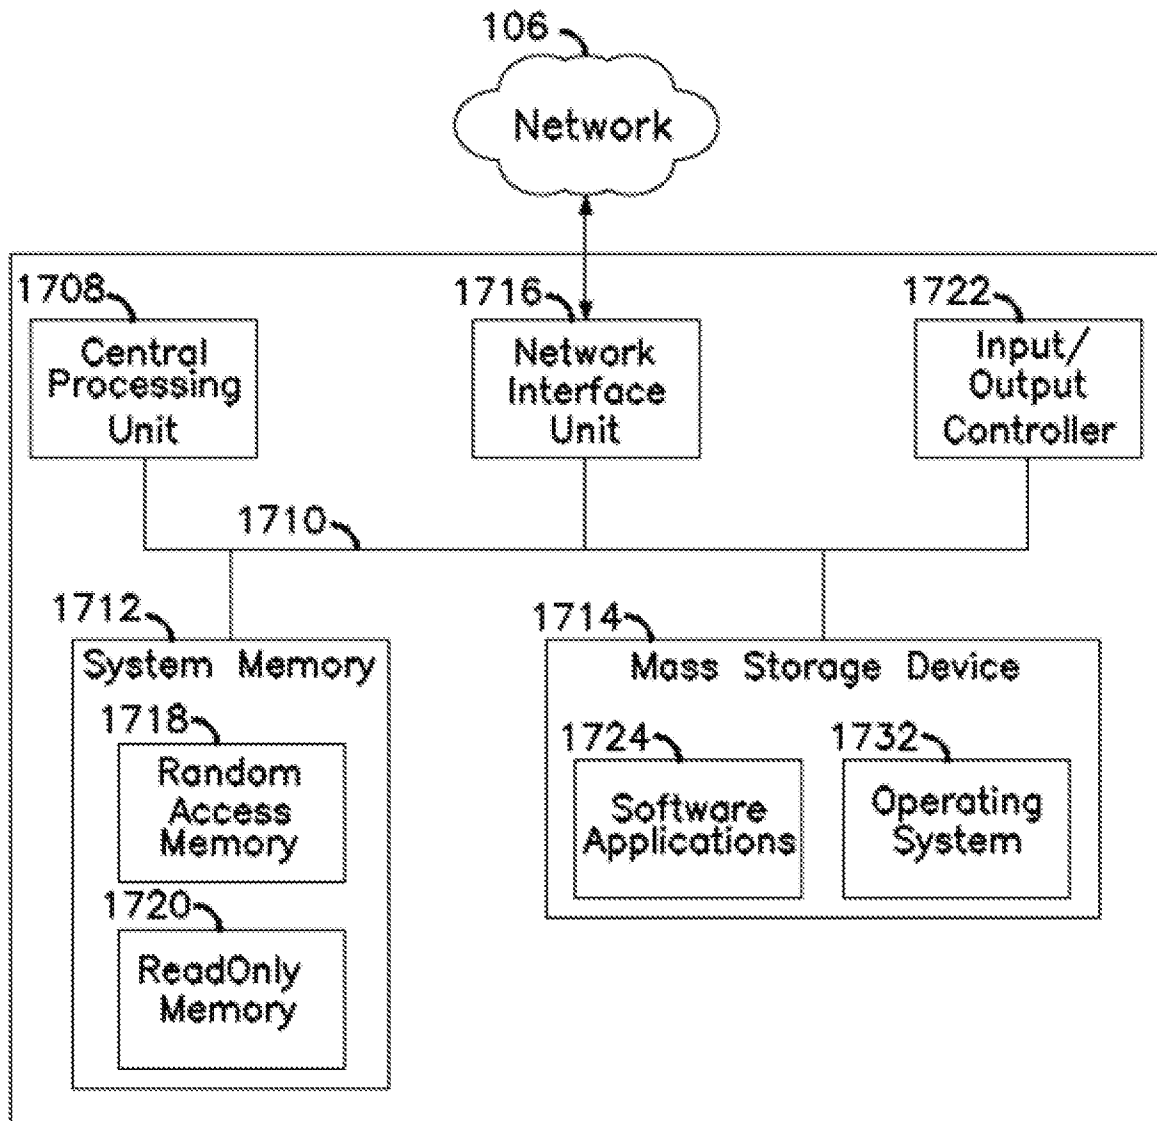 106
Network
1708
Central
Processing
Unit
1716
Network
Interface
Unit
1722
Input/
Output
Controller
1710
1712
System Memory
1718
Random
Access
Memory
1720
ReadOnly
Memory
1714
Mass Storage Device
1724
Software
Applications
1732
Operating
System